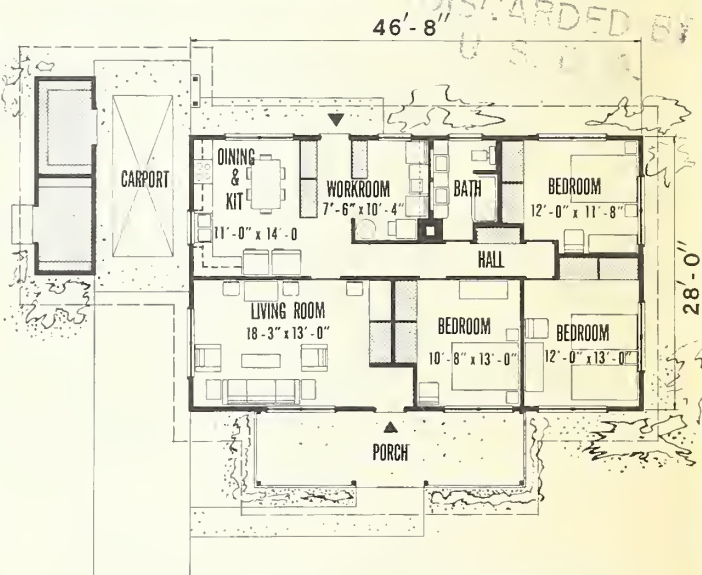 DISCARDED BY
U. S. D. A.
46'-8"
CARPORT
DINING
&
KIT
11'-0" x 14'-0
WORKROOM
7'-6" x 10'-4"
BATH
BEDROOM
12'-0" x 11'-8"
HALL
28'-0"
LIVING ROOM
18-3" x 13'-0"
BEDROOM
10'-8" x 13'-0"
BEDROOM
12'-0" x 13'-0"
PORCH